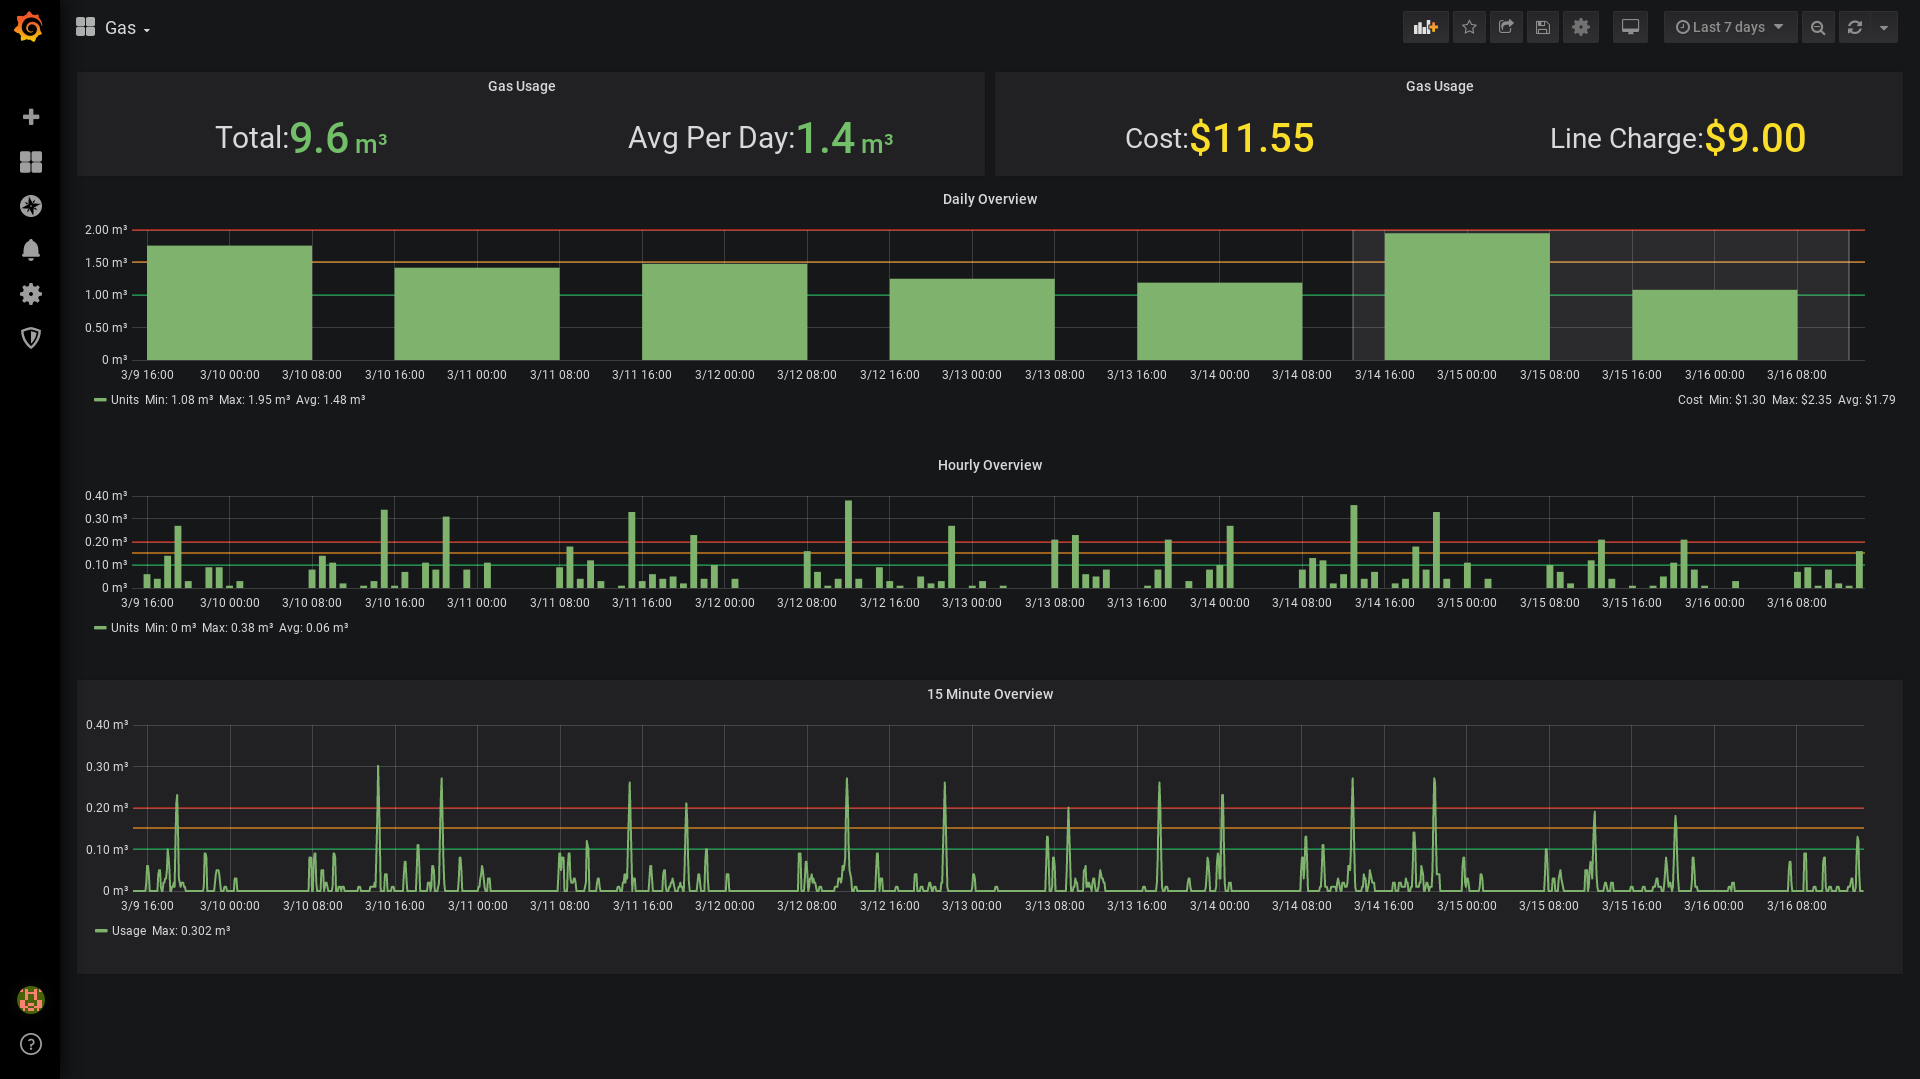 Gas
Last 7 days
Gas Usage
Total: 9.6 m³ Avg Per Day: 1.4 m³
Gas Usage
Cost: $11.55 Line Charge: $9.00
Daily Overview
2.00 m³
1.50 m³
1.00 m³
0.50 m³
0 m³
3/9 16:00 3/10 00:00 3/10 08:00 3/10 16:00 3/11 00:00 3/11 08:00 3/11 16:00 3/12 00:00 3/12 08:00 3/12 16:00 3/13 00:00 3/13 08:00 3/13 16:00 3/14 00:00 3/14 08:00 3/14 16:00 3/15 00:00 3/15 08:00 3/15 16:00 3/16 00:00 3/16 08:00
Units Min: 1.08 m³ Max: 1.95 m³ Avg: 1.48 m³ Cost Min: $1.30 Max: $2.35 Avg: $1.79
Hourly Overview
0.40 m³
0.30 m³
0.20 m³
0.10 m³
0 m³
3/9 16:00 3/10 00:00 3/10 08:00 3/10 16:00 3/11 00:00 3/11 08:00 3/11 16:00 3/12 00:00 3/12 08:00 3/12 16:00 3/13 00:00 3/13 08:00 3/13 16:00 3/14 00:00 3/14 08:00 3/14 16:00 3/15 00:00 3/15 08:00 3/15 16:00 3/16 00:00 3/16 08:00
Units Min: 0 m³ Max: 0.38 m³ Avg: 0.06 m³
15 Minute Overview
0.40 m³
0.30 m³
0.20 m³
0.10 m³
0 m³
3/9 16:00 3/10 00:00 3/10 08:00 3/10 16:00 3/11 00:00 3/11 08:00 3/11 16:00 3/12 00:00 3/12 08:00 3/12 16:00 3/13 00:00 3/13 08:00 3/13 16:00 3/14 00:00 3/14 08:00 3/14 16:00 3/15 00:00 3/15 08:00 3/15 16:00 3/16 00:00 3/16 08:00
Usage Max: 0.302 m³